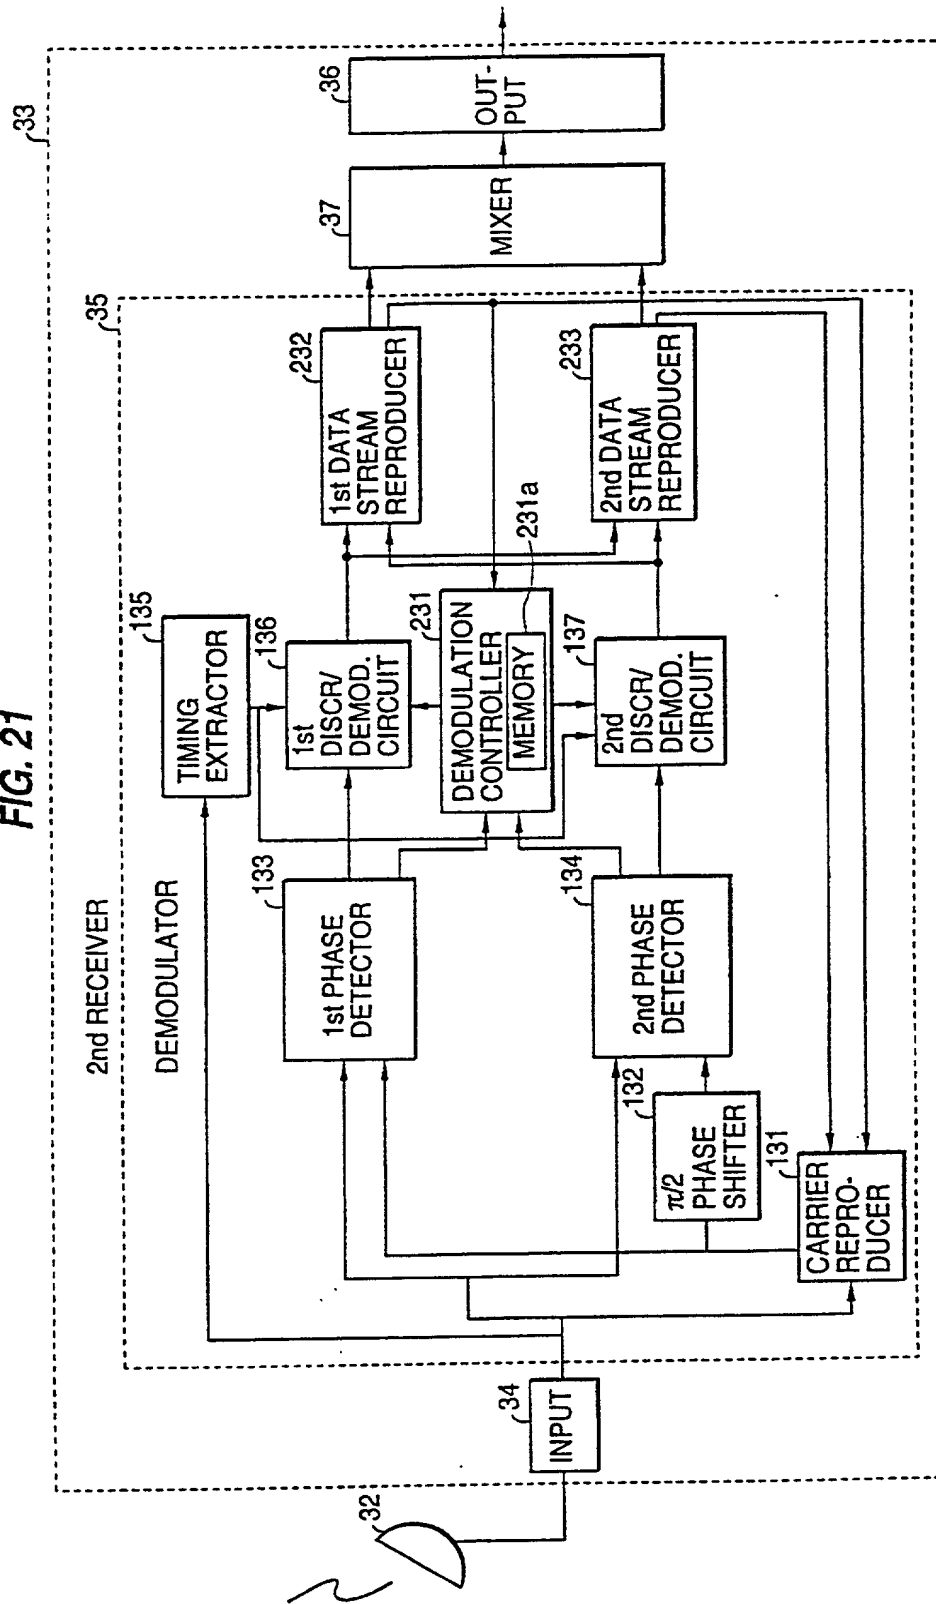 FIG. 21
33
2nd RECEIVER
35
DEMODULATOR
32
34
INPUT
135
TIMING
EXTRACTOR
133
1st PHASE
DETECTOR
136
1st
DISCR/
DEMOD.
CIRCUIT
232
1st DATA
STREAM
REPRODUCER
37
MIXER
36
OUT-
PUT
231
DEMODULATION
CONTROLLER
MEMORY
231a
134
2nd PHASE
DETECTOR
137
2nd
DISCR/
DEMOD.
CIRCUIT
233
2nd DATA
STREAM
REPRODUCER
132
π/2
PHASE
SHIFTER
131
CARRIER
REPRO-
DUCER